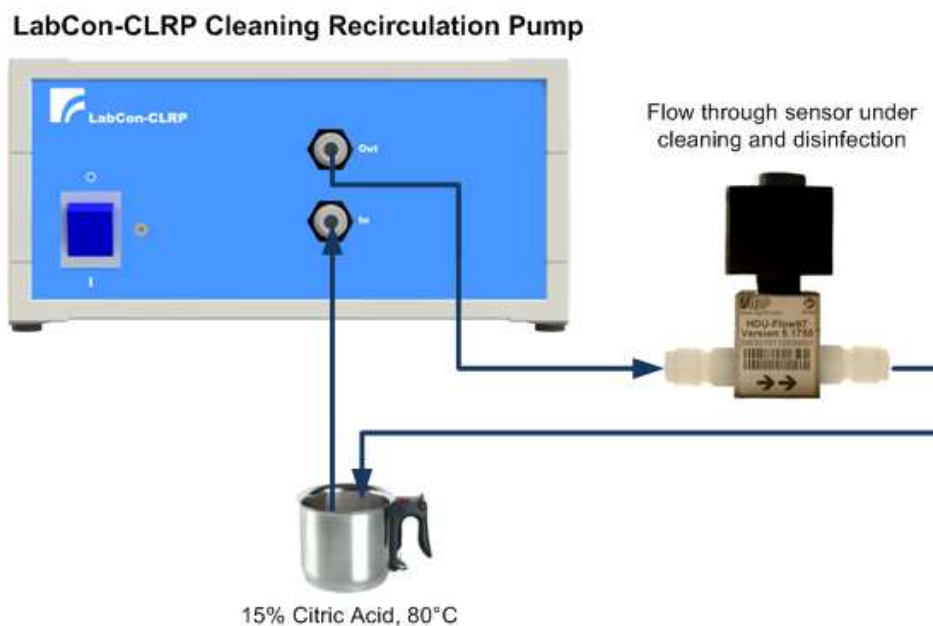 LabCon-CLRP Cleaning Recirculation Pump
LabCon-CLRP
Out
In
O
I
Flow through sensor under
cleaning and disinfection
HDU-Flow97
15% Citric Acid, 80°C